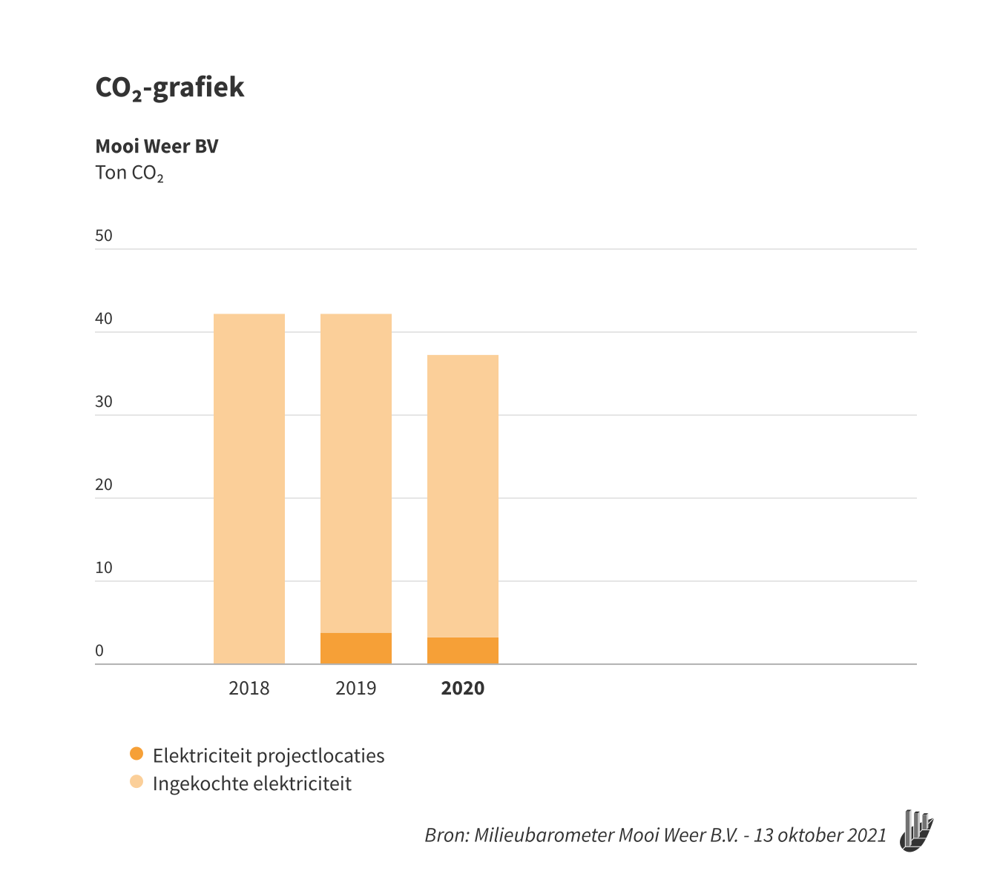 CO₂-grafiek
Mooi Weer BV
Ton CO₂
50
40
30
20
10
0
2018 2019 2020
Elektriciteit projectlocaties
Ingekochte elektriciteit
Bron: Milieubarometer Mooi Weer B.V. - 13 oktober 2021